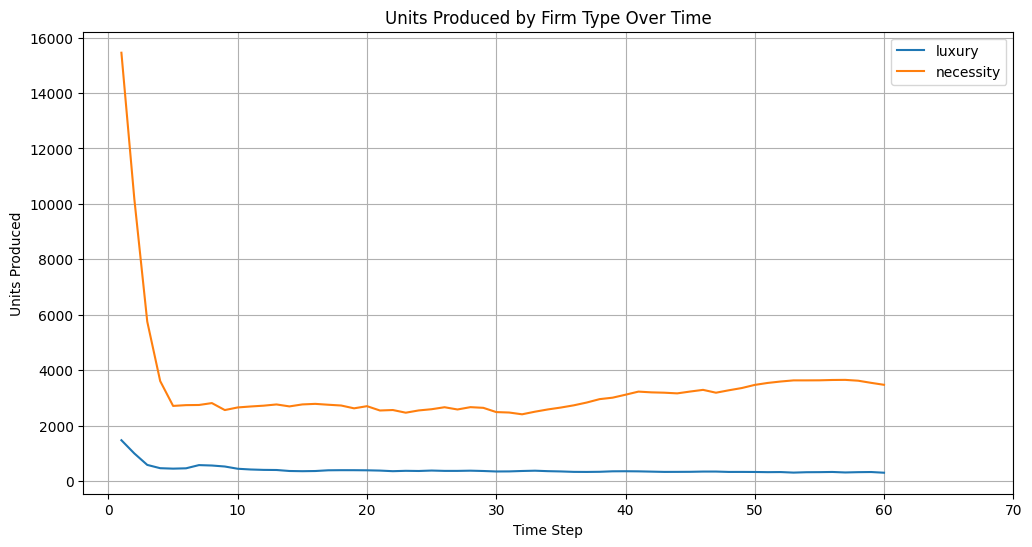 Units Produced by Firm Type Over Time
luxury
necessity
16000
14000
12000
10000
8000
6000
4000
2000
0
Units Produced
0 10 20 30 40 50 60 70
Time Step